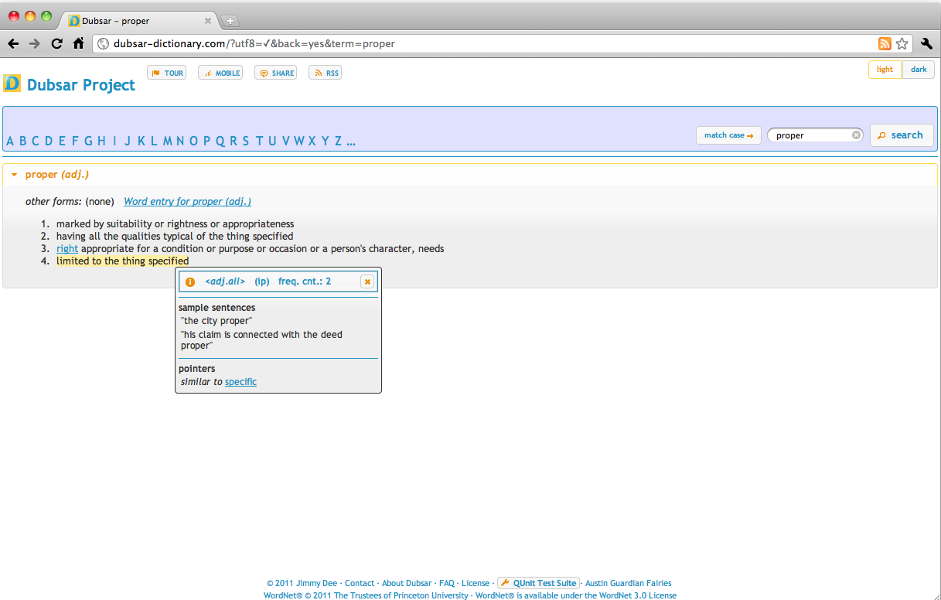 Dubsar - proper
dubsar-dictionary.com/?utf8=✓&back=yes&term=proper
TOUR MOBILE SHARE RSS
light dark
Dubsar Project
A B C D E F G H I J K L M N O P Q R S T U V W X Y Z ...
match case → proper search
proper (adj.)
other forms: (none) Word entry for proper (adj.)
1. marked by suitability or rightness or appropriateness
2. having all the qualities typical of the thing specified
3. right appropriate for a condition or purpose or occasion or a person's character, needs
4. limited to the thing specified
<adj.all> (ip) freq. cnt.: 2
sample sentences
"the city proper"
"his claim is connected with the deed
proper"
pointers
similar to specific
© 2011 Jimmy Dee · Contact · About Dubsar · FAQ · License · QUnit Test Suite · Austin Guardian Fairies
WordNet® © 2011 The Trustees of Princeton University · WordNet® is available under the WordNet 3.0 License